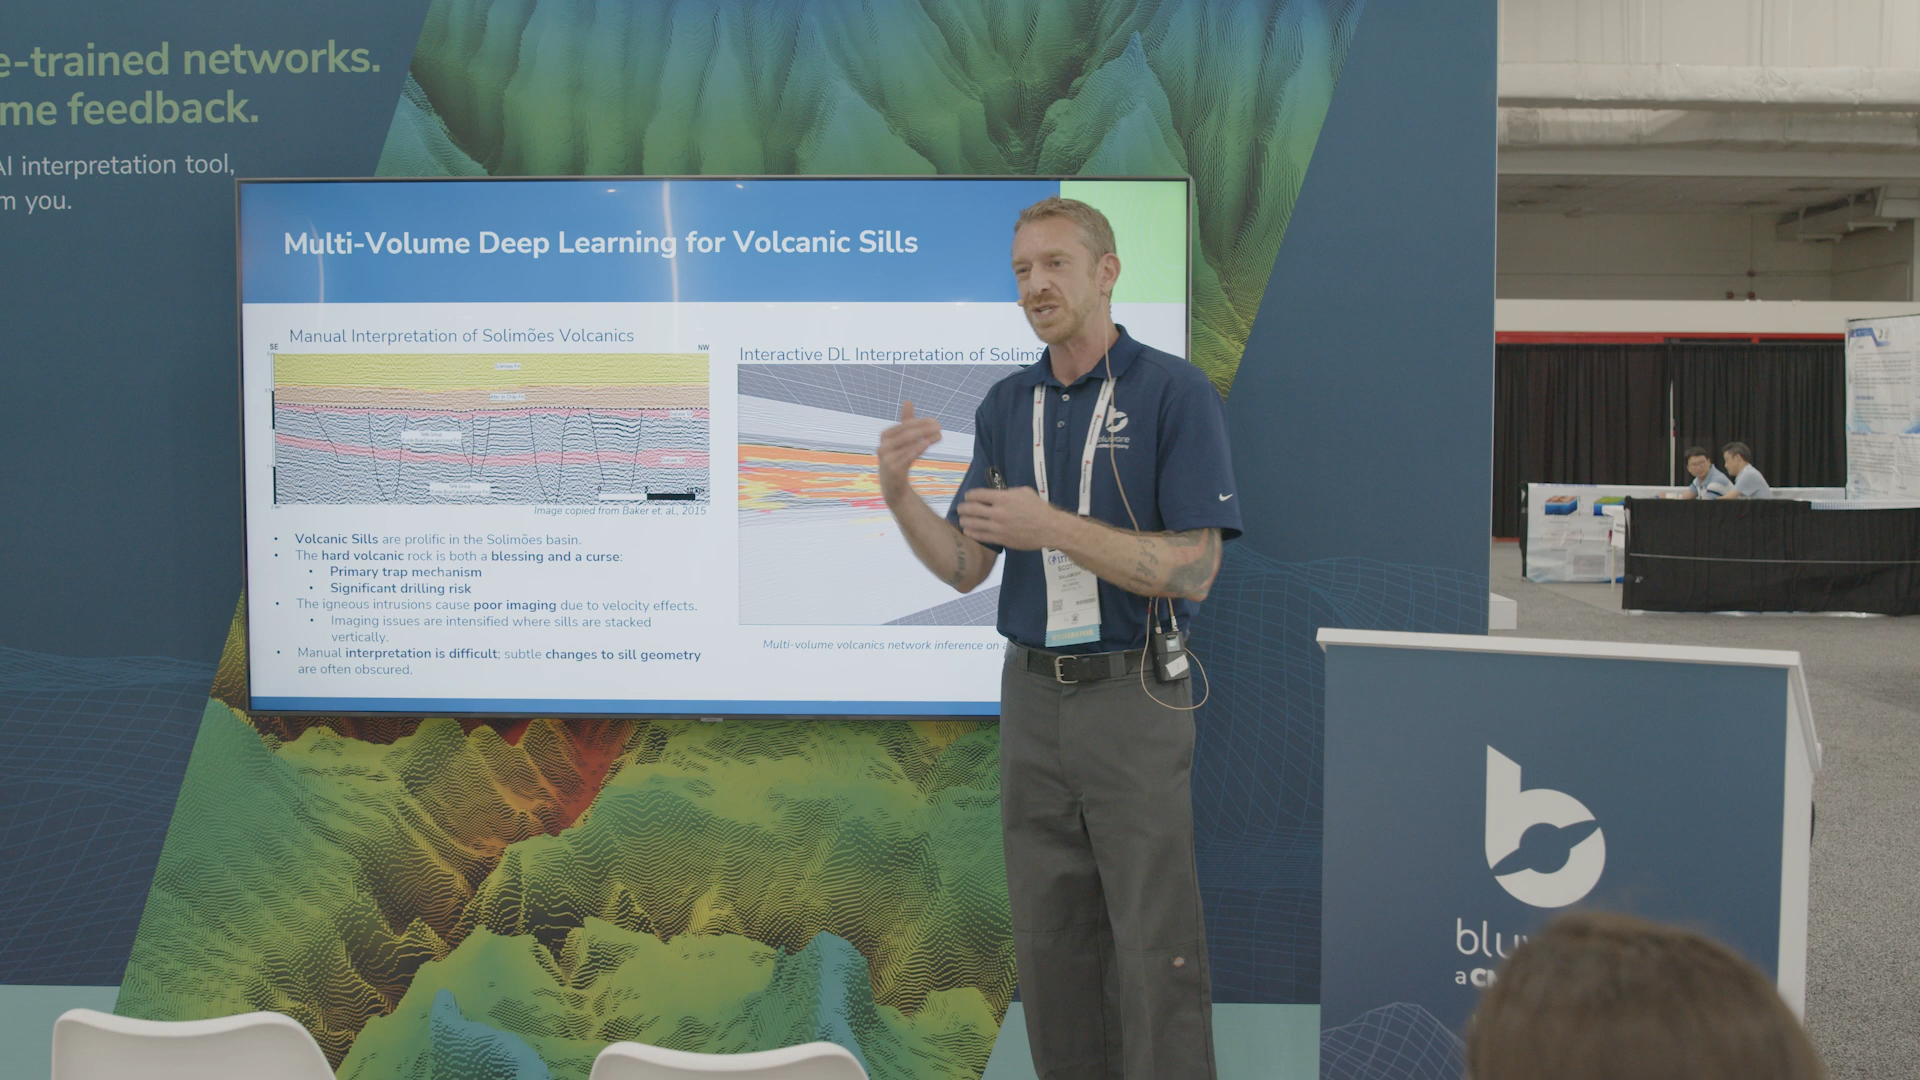 e-trained networks.
me feedback.
AI interpretation tool,
m you.
Multi-Volume Deep Learning for Volcanic Sills
Manual Interpretation of Solimões Volcanics
SE
NW
Image copied from Baker et. al., 2015
Interactive DL Interpretation of Solimõ
Multi-volume volcanics network inference on a
• Volcanic Sills are prolific in the Solimões basin.
• The hard volcanic rock is both a blessing and a curse:
• Primary trap mechanism
• Significant drilling risk
• The igneous intrusions cause poor imaging due to velocity effects.
• Imaging issues are intensified where sills are stacked
vertically.
• Manual interpretation is difficult; subtle changes to sill geometry
are often obscured.
bluware
SCOTT
blu
a C